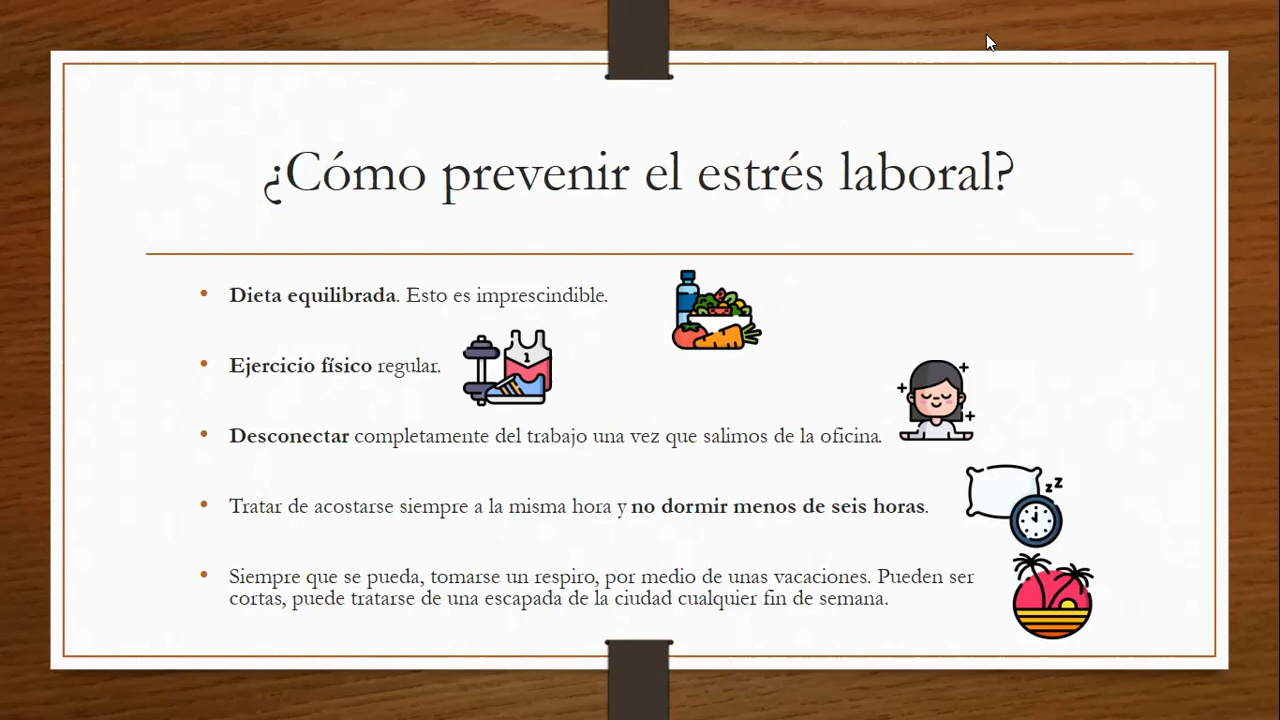 ¿Cómo prevenir el estrés laboral?
• Dieta equilibrada. Esto es imprescindible.
1
• Ejercicio físico regular.
• Desconectar completamente del trabajo una vez que salimos de la oficina.
zz
• Tratar de acostarse siempre a la misma hora y no dormir menos de seis horas.
• Siempre que se pueda, tomarse un respiro, por medio de unas vacaciones. Pueden ser
cortas, puede tratarse de una escapada de la ciudad cualquier fin de semana.